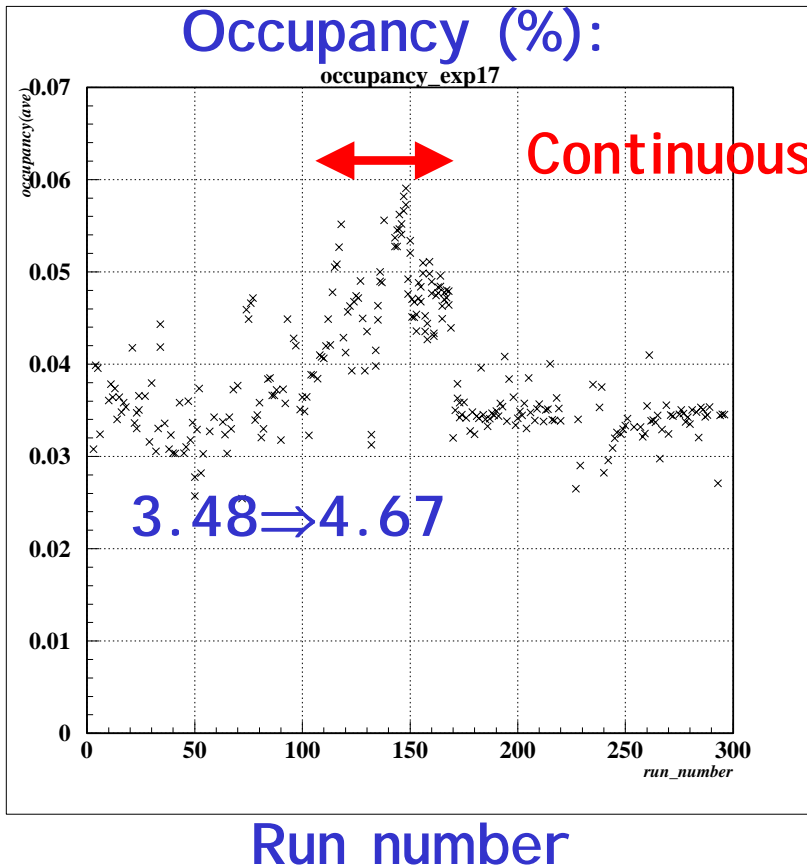 Occupancy (%):
occupancy_exp17
occupancy(ave)
Continuous
0.07
0.06
0.05
0.04
0.03
0.02
0.01
0
3.48⇒4.67
0 50 100 150 200 250 300
run_number
Run number